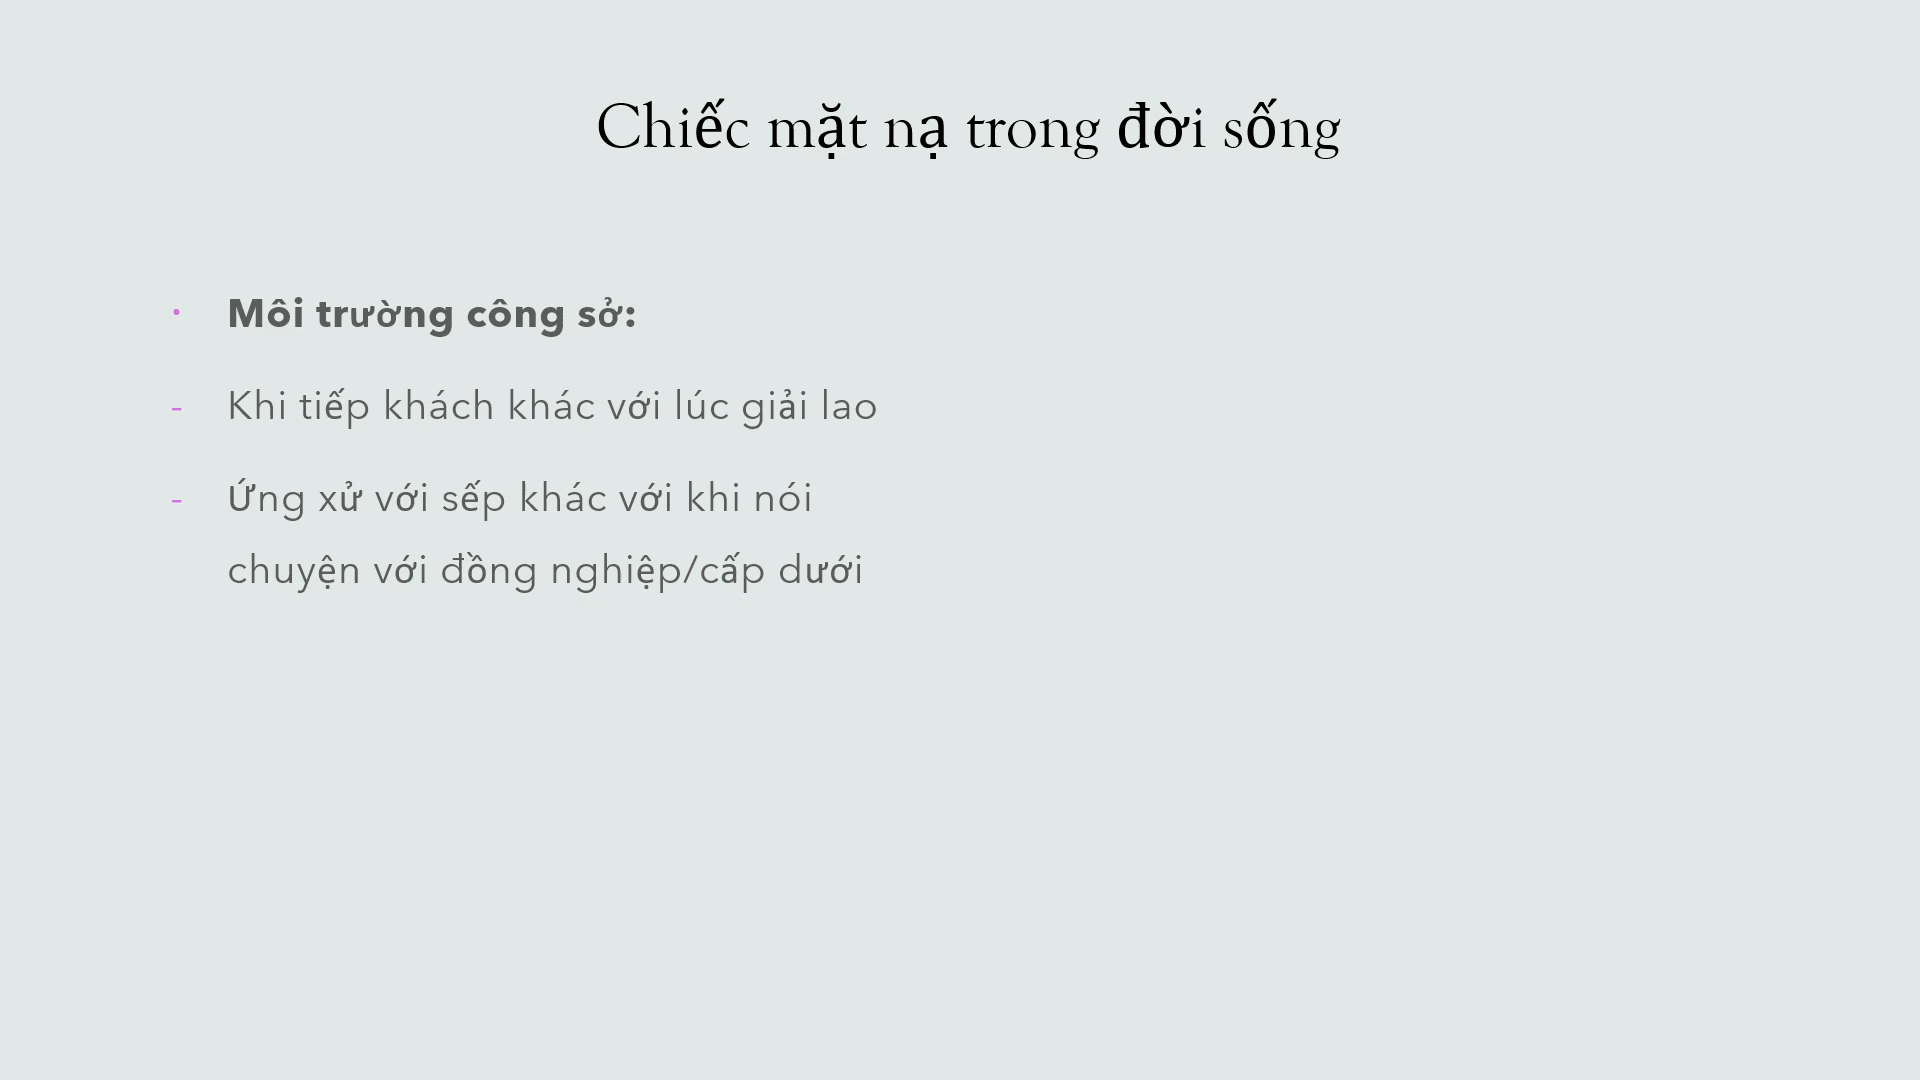 Chiếc mặt nạ trong đời sống
• Môi trường công sở:
- Khi tiếp khách khác với lúc giải lao
- Ứng xử với sếp khác với khi nói
chuyện với đồng nghiệp/cấp dưới